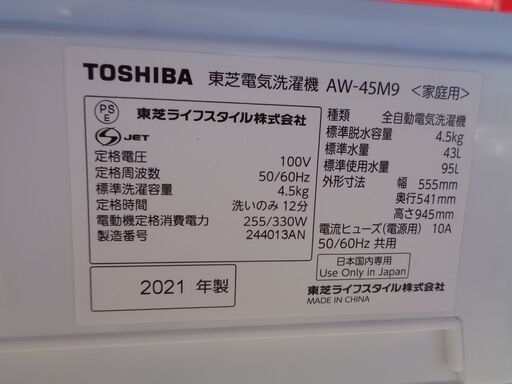 TOSHIBA 東芝電気洗濯機 AW-45M9 <家庭用>
PS
E
東芝ライフスタイル株式会社
S JET
定格電圧 100V
定格周波数 50/60Hz
標準洗濯容量 4.5kg
定格時間 洗いのみ 12分
電動機定格消費電力 255/330W
製造番号 244013AN
2021 年製
種類 全自動電気洗濯機
標準脱水容量 4.5kg
標準水量 43L
標準使用水量 95L
外形寸法 幅 555mm
奥行541mm
高さ945mm
電流ヒューズ(電源用) 10A
50/60Hz 共用
日本国内専用
Use Only in Japan
東芝ライフスタイル株式会社
MADE IN CHINA